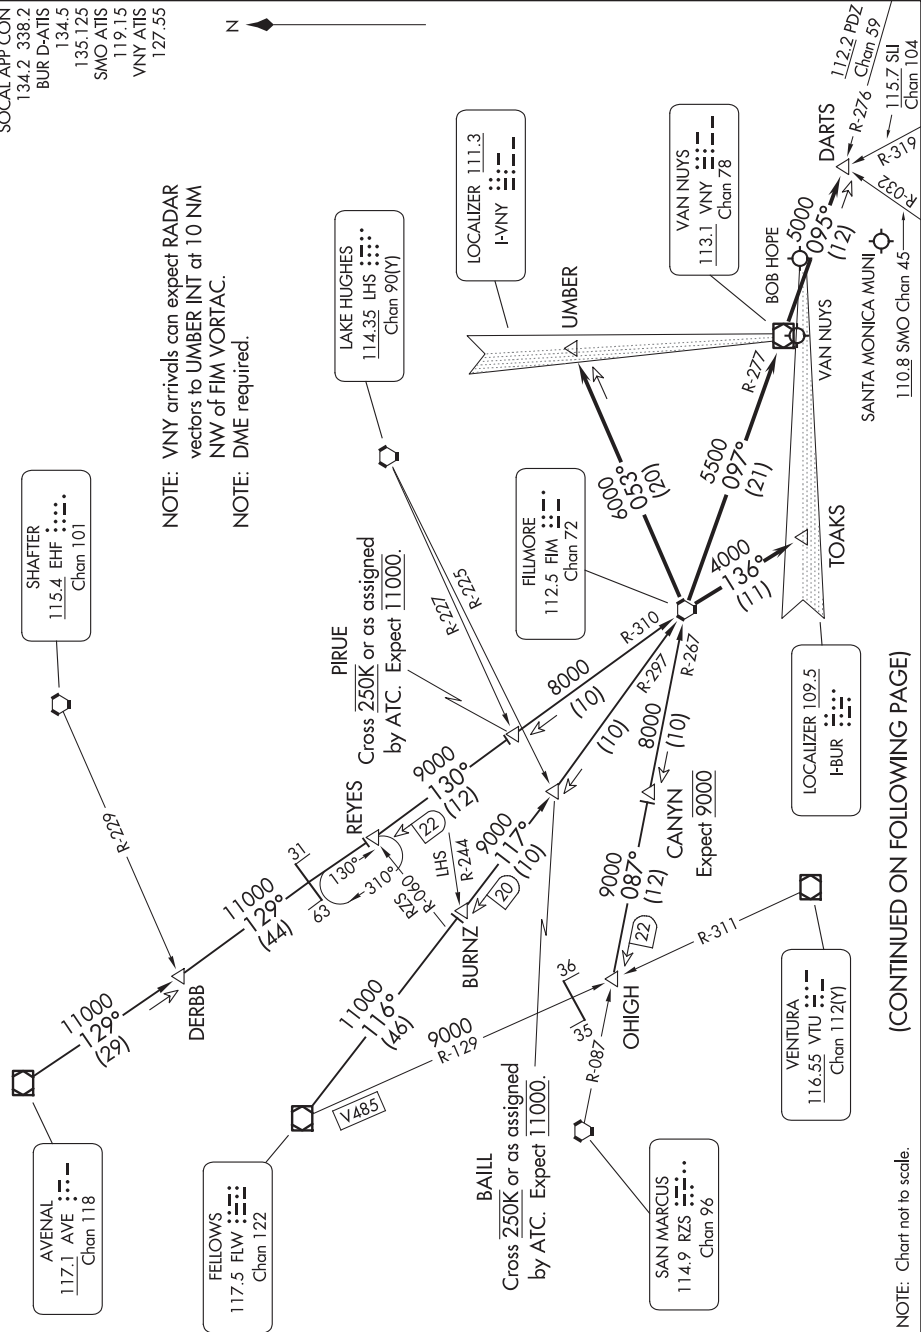 SOCAL APP CON
134.2 338.2
BUR D-ATIS
134.5
135.125
SMO ATIS
119.15
VNY ATIS
127.55
N
NOTE: VNY arrivals can expect RADAR
vectors to UMBER INT at 10 NM
NW of FIM VORTAC.
NOTE: DME required.
SHAFTER
115.4 EHF
Chan 101
LAKE HUGHES
114.35 LHS
Chan 90(Y)
LOCALIZER 111.3
I-VNY
VAN NUYS
113.1 VNY
Chan 78
FILLMORE
112.5 FIM
Chan 72
LOCALIZER 109.5
I-BUR
AVENAL
117.1 AVE
Chan 118
FELLOWS
117.5 FLW
Chan 122
SAN MARCUS
114.9 RZS
Chan 96
VENTURA
116.55 VTU
Chan 112(Y)
11000
129°
(29)
DERBB
R-229
11000
129°
(44)
63
31
REYES
130°
310°
RZS
R-060
22
9000
130°
(12)
PIRUE
Cross 250K or as assigned
by ATC. Expect 11000.
R-227
R-225
8000
(10)
R-310
11000
116°
(46)
BURNZ
LHS
R-244
20
9000
117°
(10)
BAILL
Cross 250K or as assigned
by ATC. Expect 11000.
(10)
R-297
V485
9000
R-129
35
36
R-087
OHIGH
R-311
22
9000
087°
(12)
CANYN
Expect 9000
8000
(10)
R-267
6000
053°
(20)
UMBER
5500
097°
(21)
R-277
4000
136°
(11)
TOAKS
VAN NUYS
BOB HOPE
5000
095°
(12)
DARTS
R-276
112.2 PDZ
Chan 59
115.7 SLI
Chan 104
R-319
R-032
SANTA MONICA MUNI
110.8 SMO Chan 45
(CONTINUED ON FOLLOWING PAGE)
NOTE: Chart not to scale.